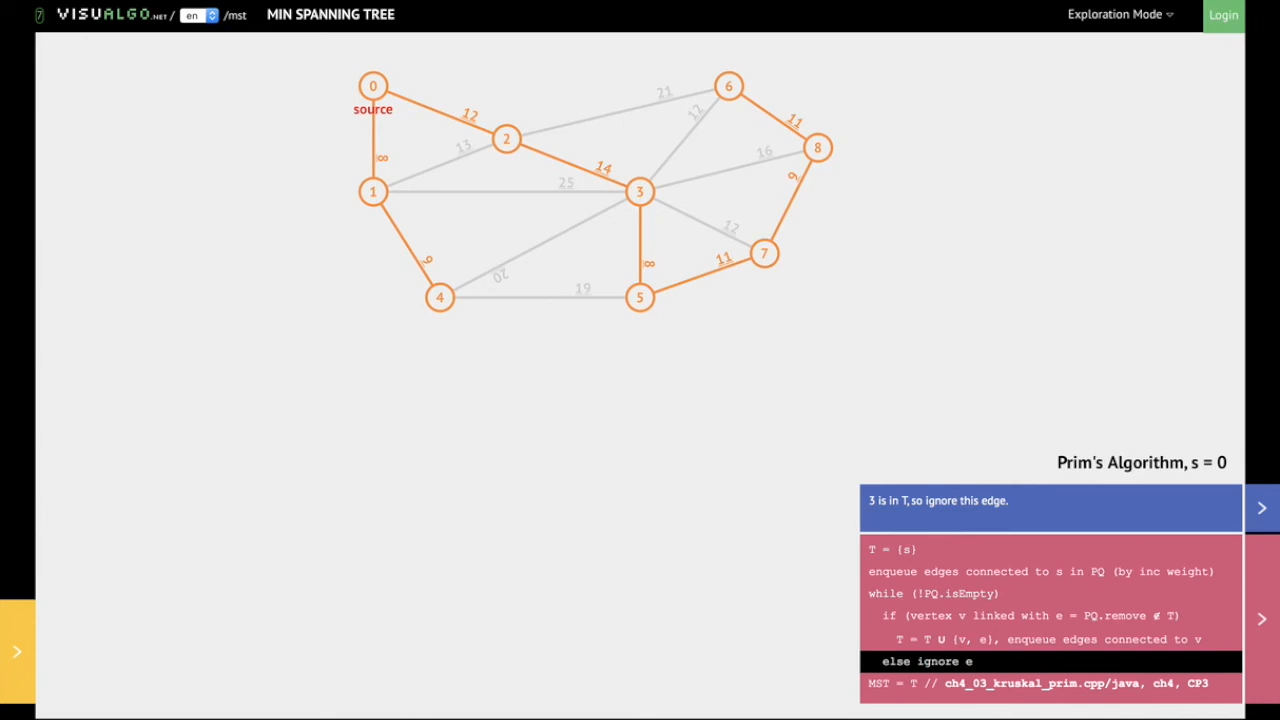 7 VISUALGO.NET / en /mst MIN SPANNING TREE Exploration Mode Login
0
source
6
21
12
12
11
2
8
13
14
16
∞
25
9
1
3
12
7
9
∞
11
20
19
4
5
Prim's Algorithm, s = 0
3 is in T, so ignore this edge.
T = {s}
enqueue edges connected to s in PQ (by inc weight)
while (!PQ.isEmpty)
if (vertex v linked with e = PQ.remove ∉ T)
T = T ∪ {v, e}, enqueue edges connected to v
else ignore e
MST = T // ch4_03_kruskal_prim.cpp/java, ch4, CP3